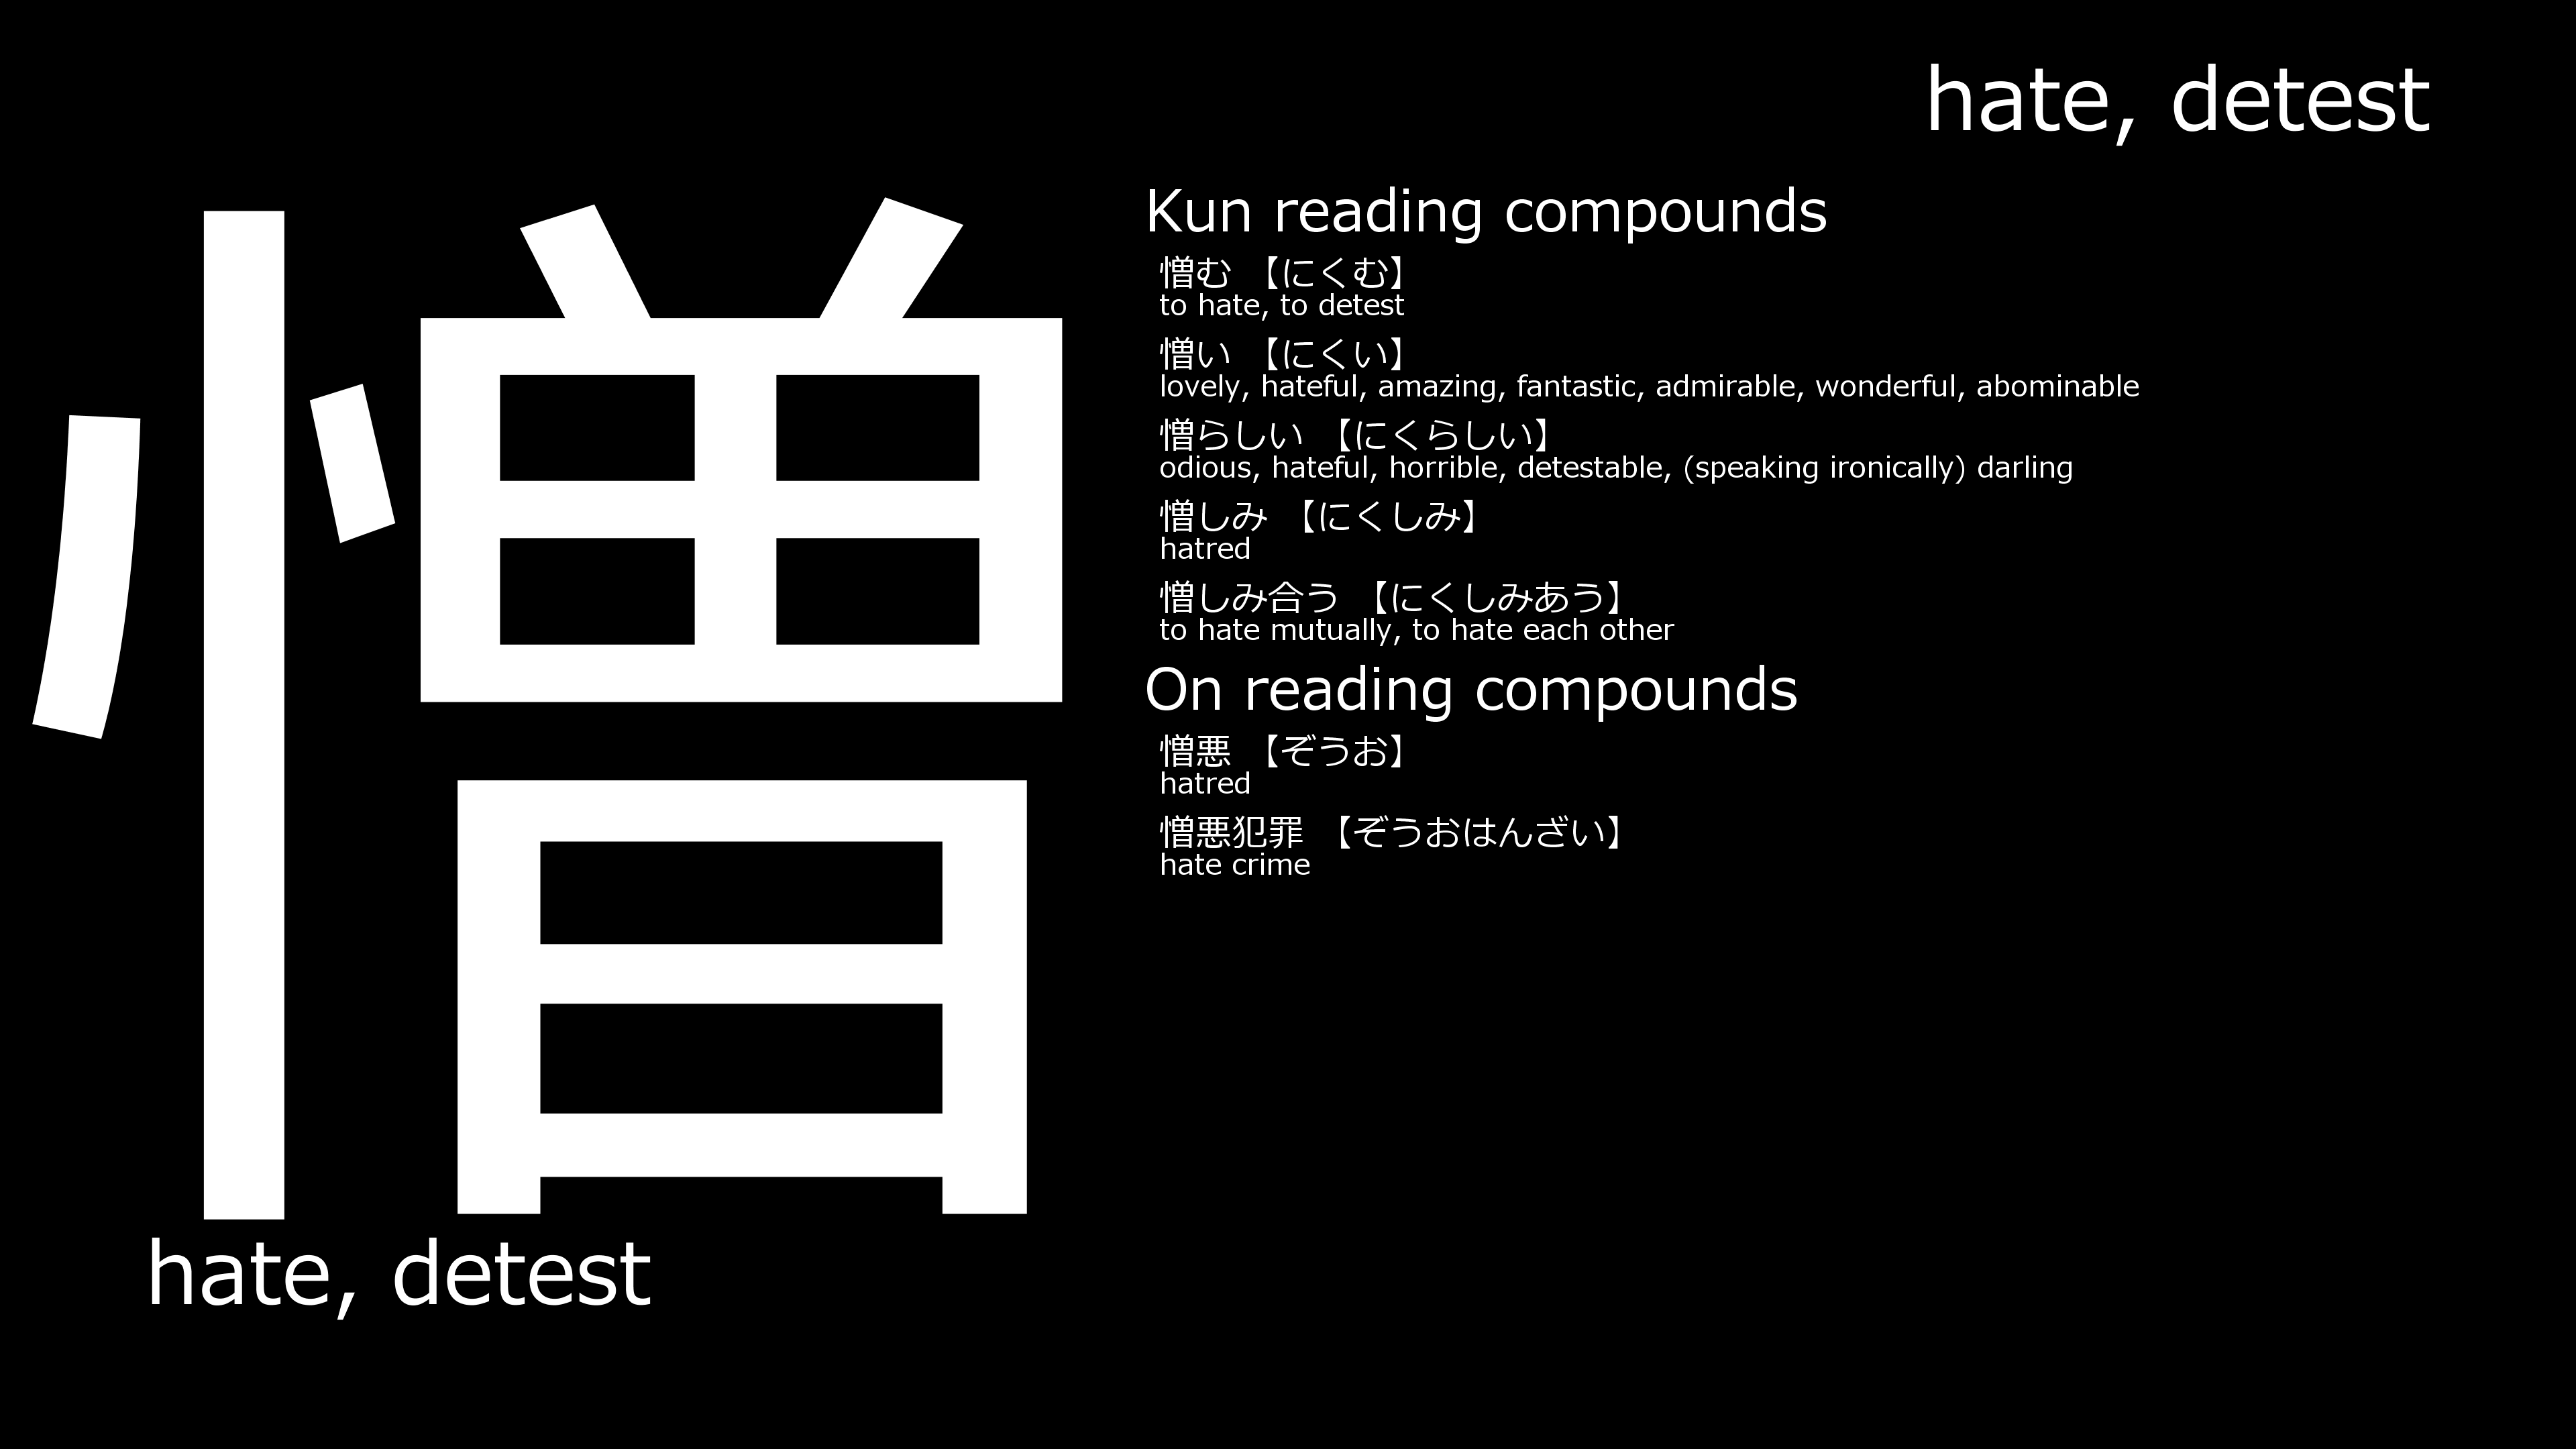 hate, detest
憎
hate, detest
Kun reading compounds
憎む 【にくむ】
to hate, to detest
憎い 【にくい】
lovely, hateful, amazing, fantastic, admirable, wonderful, abominable
憎らしい 【にくらしい】
odious, hateful, horrible, detestable, (speaking ironically) darling
憎しみ 【にくしみ】
hatred
憎しみ合う 【にくしみあう】
to hate mutually, to hate each other
On reading compounds
憎悪 【ぞうお】
hatred
憎悪犯罪 【ぞうおはんざい】
hate crime